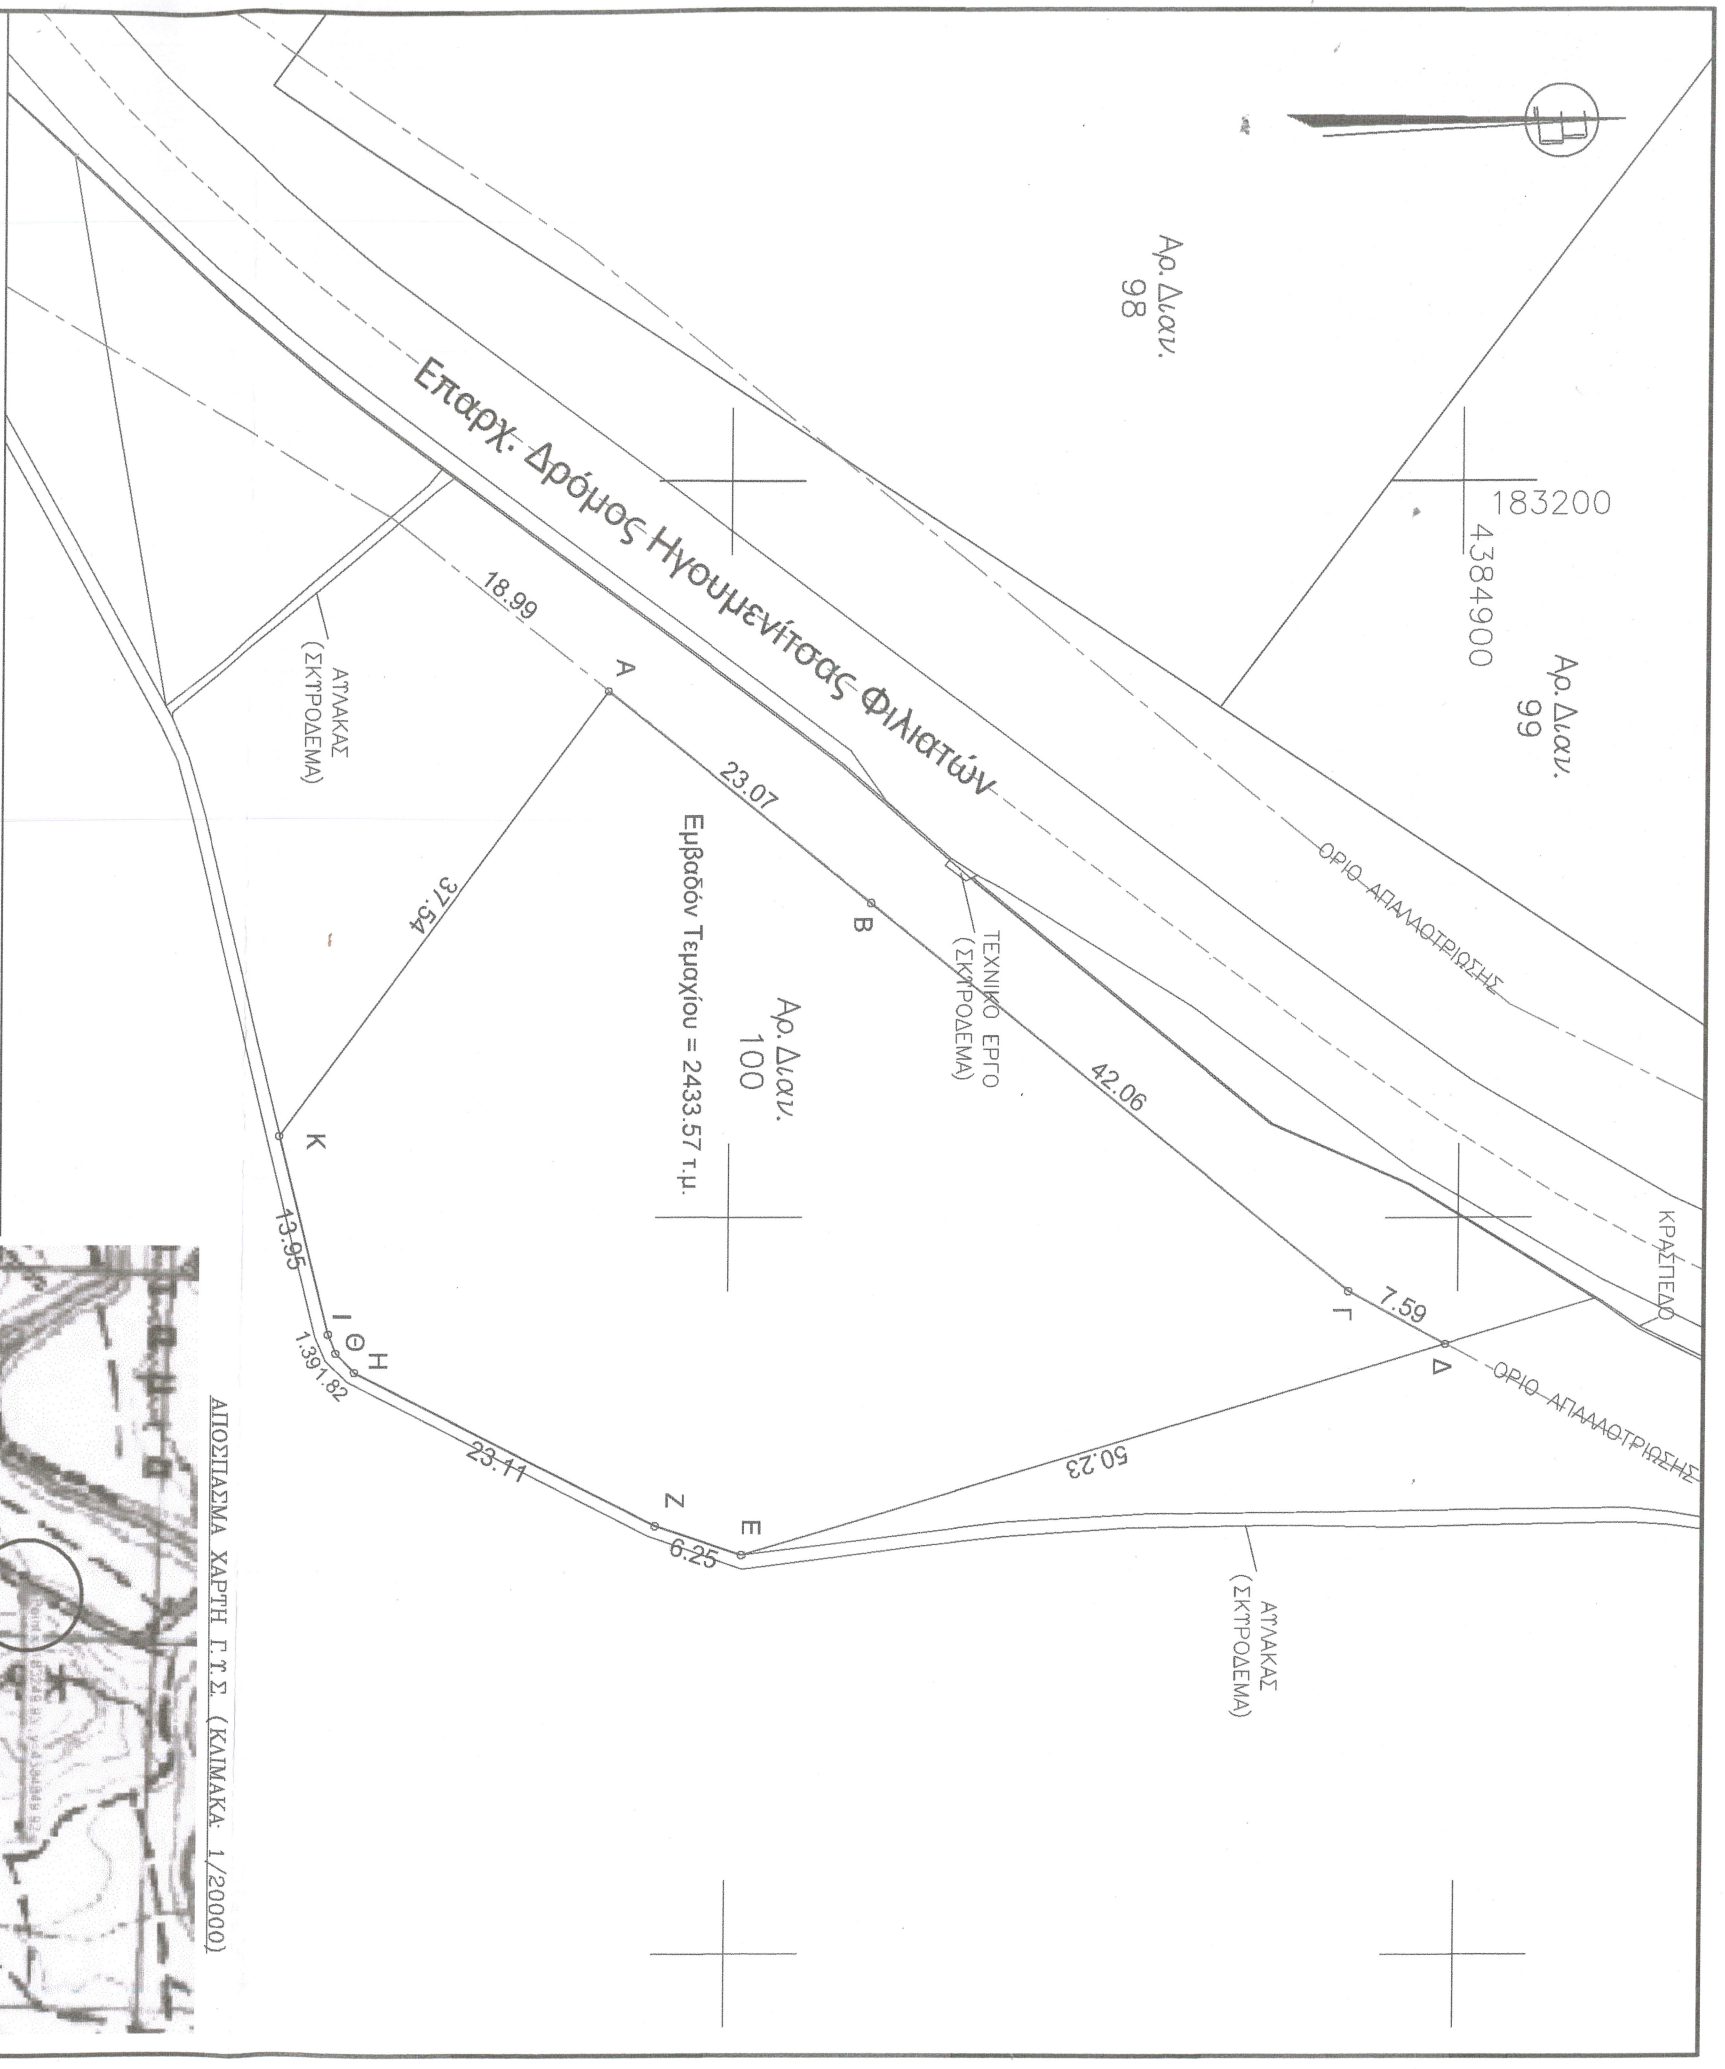 Αρ. Διαν.
98
183200
4384900
Αρ. Διαν.
99
Επαρχ. Δρόμος Ηγουμενίτσας Φιλιατών
ΟΡΙΟ ΑΠΑΛΛΟΤΡΙΩΣΗΣ
ΚΡΑΣΠΕΔΟ
ΟΡΙΟ ΑΠΑΛΛΟΤΡΙΩΣΗΣ
ΤΕΧΝΙΚΟ ΕΡΓΟ
(ΣΚΥΡΟΔΕΜΑ)
18.99
Α
23.07
Β
42.06
Γ
7.59
Δ
50.23
Αρ. Διαν.
100
Εμβαδόν Τεμαχίου = 2433.57 τ.μ.
ΑΥΛΑΚΑΣ
(ΣΚΥΡΟΔΕΜΑ)
37.54
Κ
13.95
Ι
Θ
Η
1.39
1.82
23.11
Ζ
6.25
Ε
ΑΥΛΑΚΑΣ
(ΣΚΥΡΟΔΕΜΑ)
ΑΠΟΣΠΑΣΜΑ ΧΑΡΤΗ Γ.Υ.Σ. (ΚΛΙΜΑΚΑ: 1/20000)